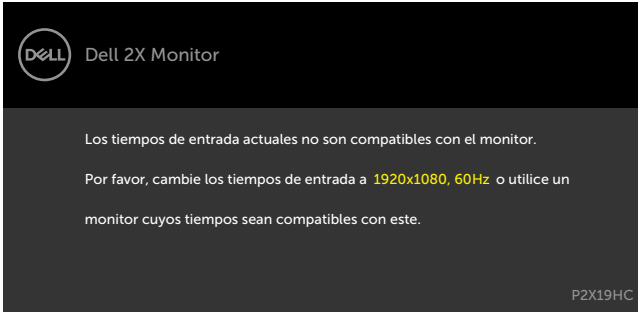 DELL
Dell 2X Monitor
Los tiempos de entrada actuales no son compatibles con el monitor.
Por favor, cambie los tiempos de entrada a 1920x1080, 60Hz o utilice un
monitor cuyos tiempos sean compatibles con este.
P2X19HC